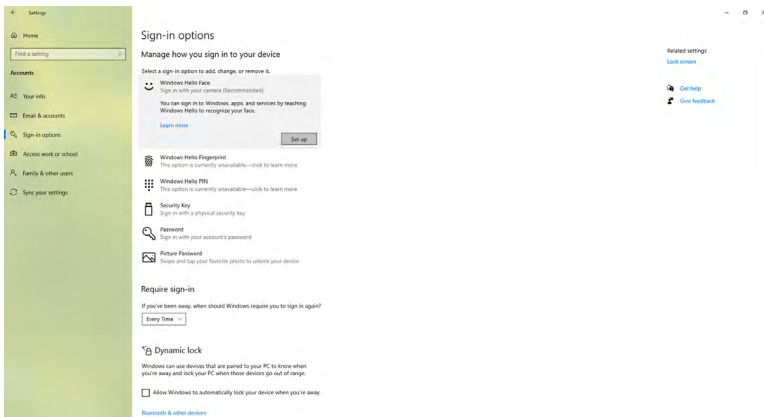 Settings
Home
Find a setting
Accounts
Your info
Email & accounts
Sign-in options
Access work or school
Family & other users
Sync your settings
Sign-in options
Manage how you sign in to your device
Select a sign-in option to add, change, or remove it.
Windows Hello Face
Sign in with your camera (Recommended)
You can sign in to Windows, apps, and services by teaching
Windows Hello to recognize your face.
Learn more
Set up
Windows Hello Fingerprint
This option is currently unavailable—click to learn more
Windows Hello PIN
This option is currently unavailable—click to learn more
Security Key
Sign in with a physical security key
Password
Sign in with your account's password
Picture Password
Swipe and tap your favorite photo to unlock your device
Require sign-in
If you've been away, when should Windows require you to sign in again?
Every Time
Dynamic lock
Windows can use devices that are paired to your PC to know when
you're away and lock your PC when those devices go out of range.
Allow Windows to automatically lock your device when you're away
Bluetooth & other devices
Related settings
Lock screen
Get help
Give feedback